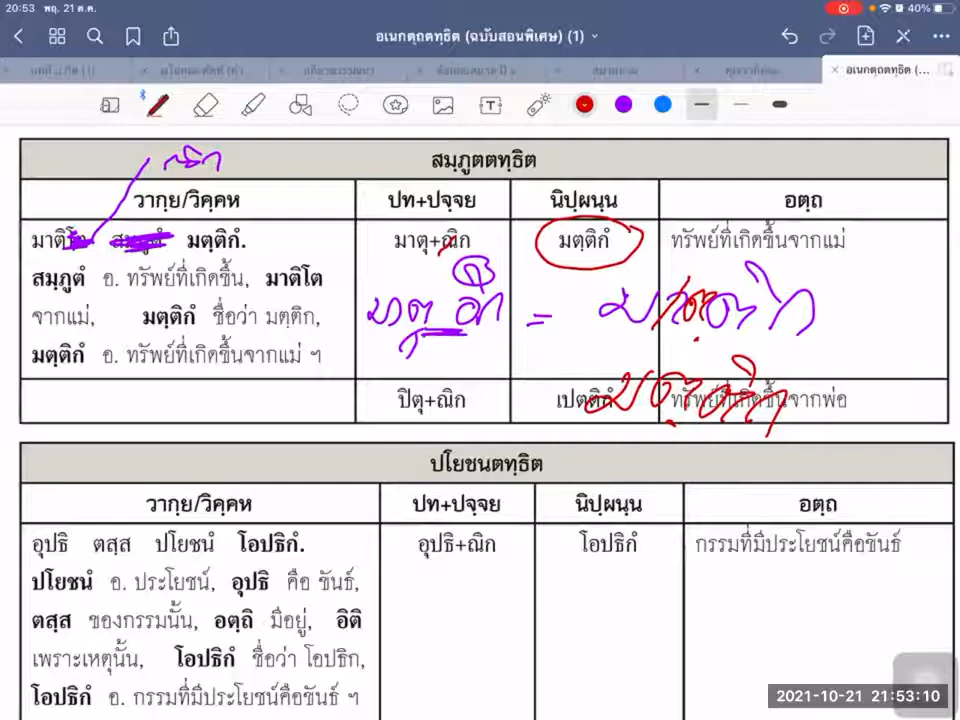 20:53 พฤ. 21 ต.ค.
40%
อเนกตฺถตทฺธิต (ฉบับสอนพิเศษ) (1)
อเนกตฺถตทฺธิต (...
สมฺภูตตทฺธิต
วากฺย/วิคฺคห ปท+ปจฺจย นิปฺผนฺน อตฺถ
ณิก
มาติโต สมฺภูตํ มตฺติกํ. มาตุ+ณิก มตฺติกํ ทรัพย์ที่เกิดขึ้นจากแม่
สมฺภูตํ อ. ทรัพย์ที่เกิดขึ้น, มาติโต
จากแม่, มตฺติกํ ชื่อว่า มตฺติก,
มตฺติกํ อ. ทรัพย์ที่เกิดขึ้นจากแม่ ฯ
มาตุ อิก =
ปิตุ+ณิก เปตฺติกํ ทรัพย์ที่เกิดขึ้นจากพ่อ
ปโยชนตทฺธิต
วากฺย/วิคฺคห ปท+ปจฺจย นิปฺผนฺน อตฺถ
อุปธิ ตสฺส ปโยชนํ โอปธิกํ. อุปธิ+ณิก โอปธิกํ กรรมที่มีประโยชน์คือขันธ์
ปโยชนํ อ. ประโยชน์, อุปธิ คือ ขันธ์,
ตสฺส ของกรรมนั้น, อตฺถิ มีอยู่, อิติ
เพราะเหตุนั้น, โอปธิกํ ชื่อว่า โอปธิก,
โอปธิกํ อ. กรรมที่มีประโยชน์คือขันธ์ ฯ
2021-10-21 21:53:10